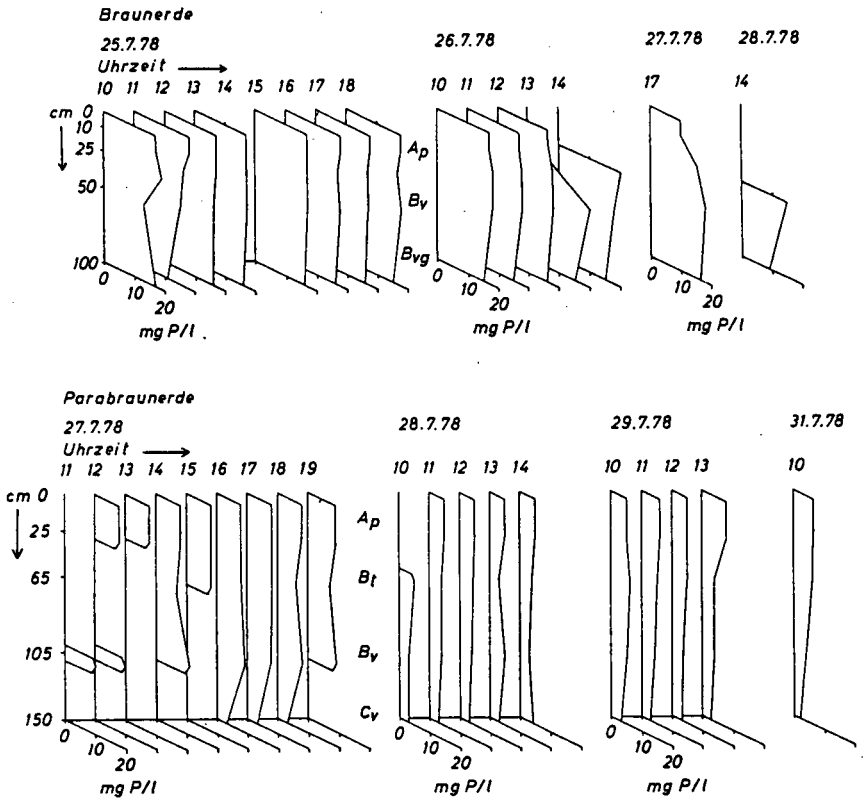 Braunerde
25.7.78 26.7.78 27.7.78 28.7.78
Uhrzeit
10 11 12 13 14 15 16 17 18 10 11 12 13 14 17 14
cm 0
10
25
50
100
Ap
Bv
Bvg
0 10 20
mg P/l
0 10 20
mg P/l
0 10 20
mg P/l
Parabraunerde
27.7.78 28.7.78 29.7.78 31.7.78
Uhrzeit
11 12 13 14 15 16 17 18 19 10 11 12 13 14 10 11 12 13 10
cm 0
25
65
105
150
Ap
Bt
Bv
Cv
0 10 20
mg P/l
0 10 20
mg P/l
0 10 20
mg P/l